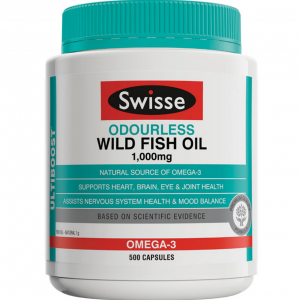 Swisse
ODOURLESS
WILD FISH OIL
1,000mg
NATURAL SOURCE OF OMEGA-3
SUPPORTS HEART, BRAIN, EYE & JOINT HEALTH
ASSISTS NERVOUS SYSTEM HEALTH & MOOD BALANCE
BASED ON SCIENTIFIC EVIDENCE
OMEGA-3
500 CAPSULES
ULTIBOOST